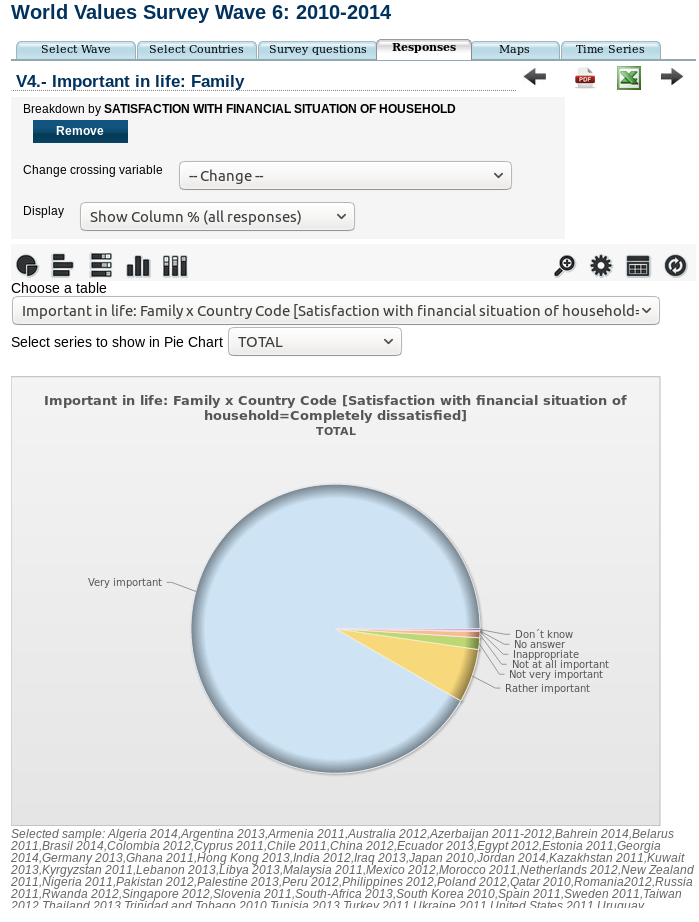 World Values Survey Wave 6: 2010-2014
Select Wave Select Countries Survey questions Responses Maps Time Series
V4.- Important in life: Family
PDF
Breakdown by SATISFACTION WITH FINANCIAL SITUATION OF HOUSEHOLD
Remove
Change crossing variable -- Change --
Display Show Column % (all responses)
Choose a table
Important in life: Family x Country Code [Satisfaction with financial situation of household=
Select series to show in Pie Chart TOTAL
Important in life: Family x Country Code [Satisfaction with financial situation of
household=Completely dissatisfied]
TOTAL
Very important
Don´t know
No answer
Inappropriate
Not at all important
Not very important
Rather important
Selected sample: Algeria 2014,Argentina 2013,Armenia 2011,Australia 2012,Azerbaijan 2011-2012,Bahrein 2014,Belarus
2011,Brasil 2014,Colombia 2012,Cyprus 2011,Chile 2011,China 2012,Ecuador 2013,Egypt 2012,Estonia 2011,Georgia
2014,Germany 2013,Ghana 2011,Hong Kong 2013,India 2012,Iraq 2013,Japan 2010,Jordan 2014,Kazakhstan 2011,Kuwait
2013,Kyrgyzstan 2011,Lebanon 2013,Libya 2013,Malaysia 2011,Mexico 2012,Morocco 2011,Netherlands 2012,New Zealand
2011,Nigeria 2011,Pakistan 2012,Palestine 2013,Peru 2012,Philippines 2012,Poland 2012,Qatar 2010,Romania2012,Russia
2011,Rwanda 2012,Singapore 2012,Slovenia 2011,South-Africa 2013,South Korea 2010,Spain 2011,Sweden 2011,Taiwan
2012,Thailand 2013,Trinidad and Tobago 2010,Tunisia 2013,Turkey 2011,Ukraine 2011,United States 2011,Uruguay